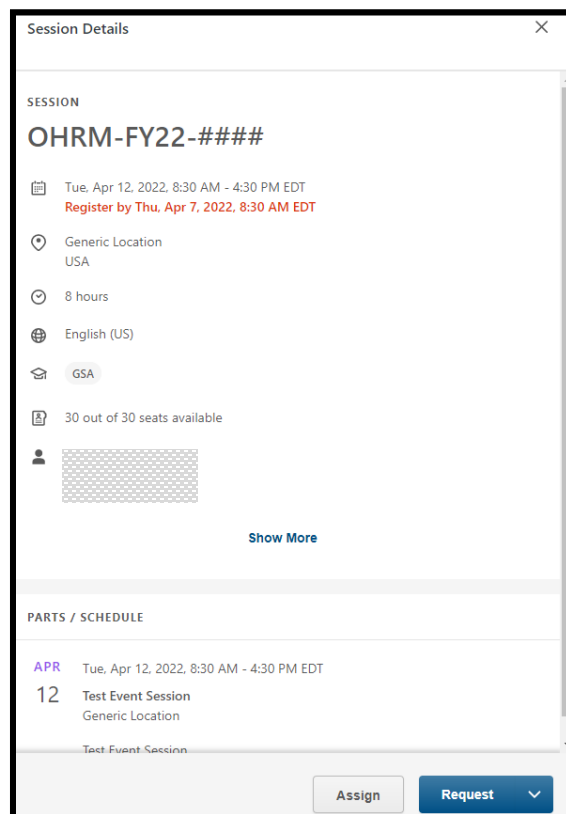 Session Details
SESSION
OHRM-FY22-####
Tue, Apr 12, 2022, 8:30 AM - 4:30 PM EDT
Register by Thu, Apr 7, 2022, 8:30 AM EDT
Generic Location
USA
8 hours
English (US)
GSA
30 out of 30 seats available
Show More
PARTS / SCHEDULE
APR
12
Tue, Apr 12, 2022, 8:30 AM - 4:30 PM EDT
Test Event Session
Generic Location
Test Event Session
Assign
Request